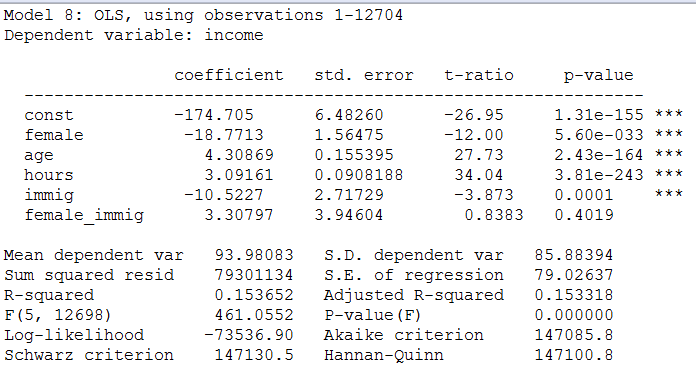 Model 8: OLS, using observations 1-12704
Dependent variable: income
coefficient std. error t-ratio p-value
---------------------------------------------------------------
const -174.705 6.48260 -26.95 1.31e-155 ***
female -18.7713 1.56475 -12.00 5.60e-033 ***
age 4.30869 0.155395 27.73 2.43e-164 ***
hours 3.09161 0.0908188 34.04 3.81e-243 ***
immig -10.5227 2.71729 -3.873 0.0001 ***
female_immig 3.30797 3.94604 0.8383 0.4019
Mean dependent var 93.98083 S.D. dependent var 85.88394
Sum squared resid 79301134 S.E. of regression 79.02637
R-squared 0.153652 Adjusted R-squared 0.153318
F(5, 12698) 461.0552 P-value(F) 0.000000
Log-likelihood -73536.90 Akaike criterion 147085.8
Schwarz criterion 147130.5 Hannan-Quinn 147100.8